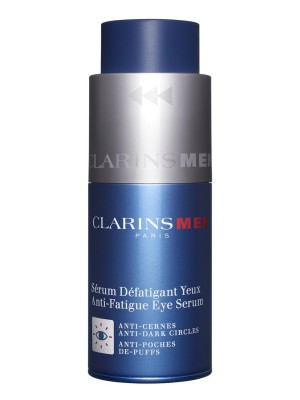 CLARINSMEN
CLARINSMEN
PARIS
Sérum Défatigant Yeux
Anti-Fatigue Eye Serum
ANTI-CERNES
ANTI-DARK CIRCLES
ANTI-POCHES
DE-PUFFS